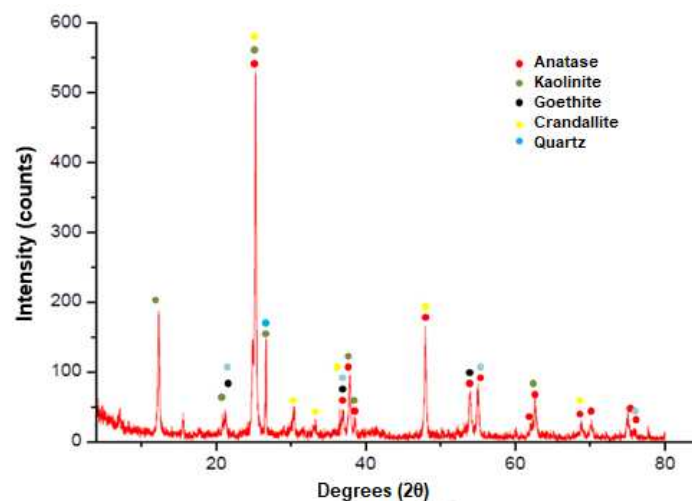 600
500
400
300
200
100
0
20
40
60
80
Intensity (counts)
Degrees (2θ)
Anatase
Kaolinite
Goethite
Crandallite
Quartz